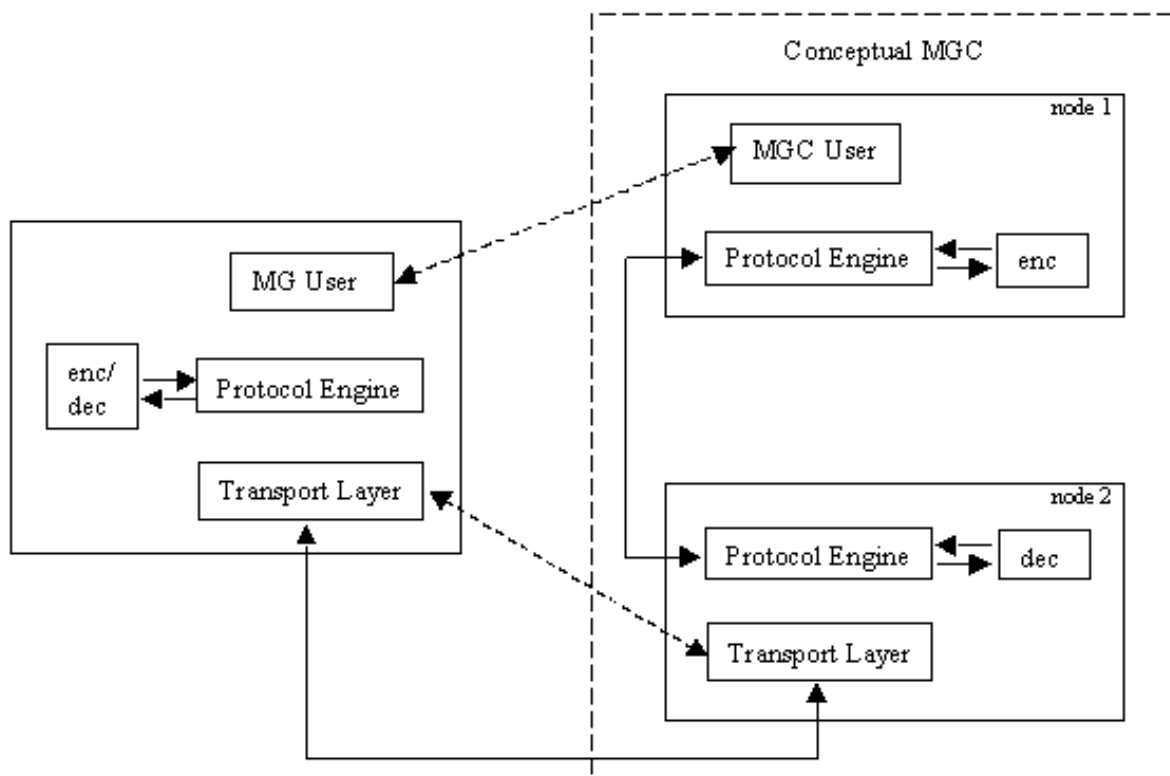 Conceptual MGC
node 1
MGC User
Protocol Engine
enc
MG User
enc/
dec
Protocol Engine
Transport Layer
node 2
Protocol Engine
dec
Transport Layer